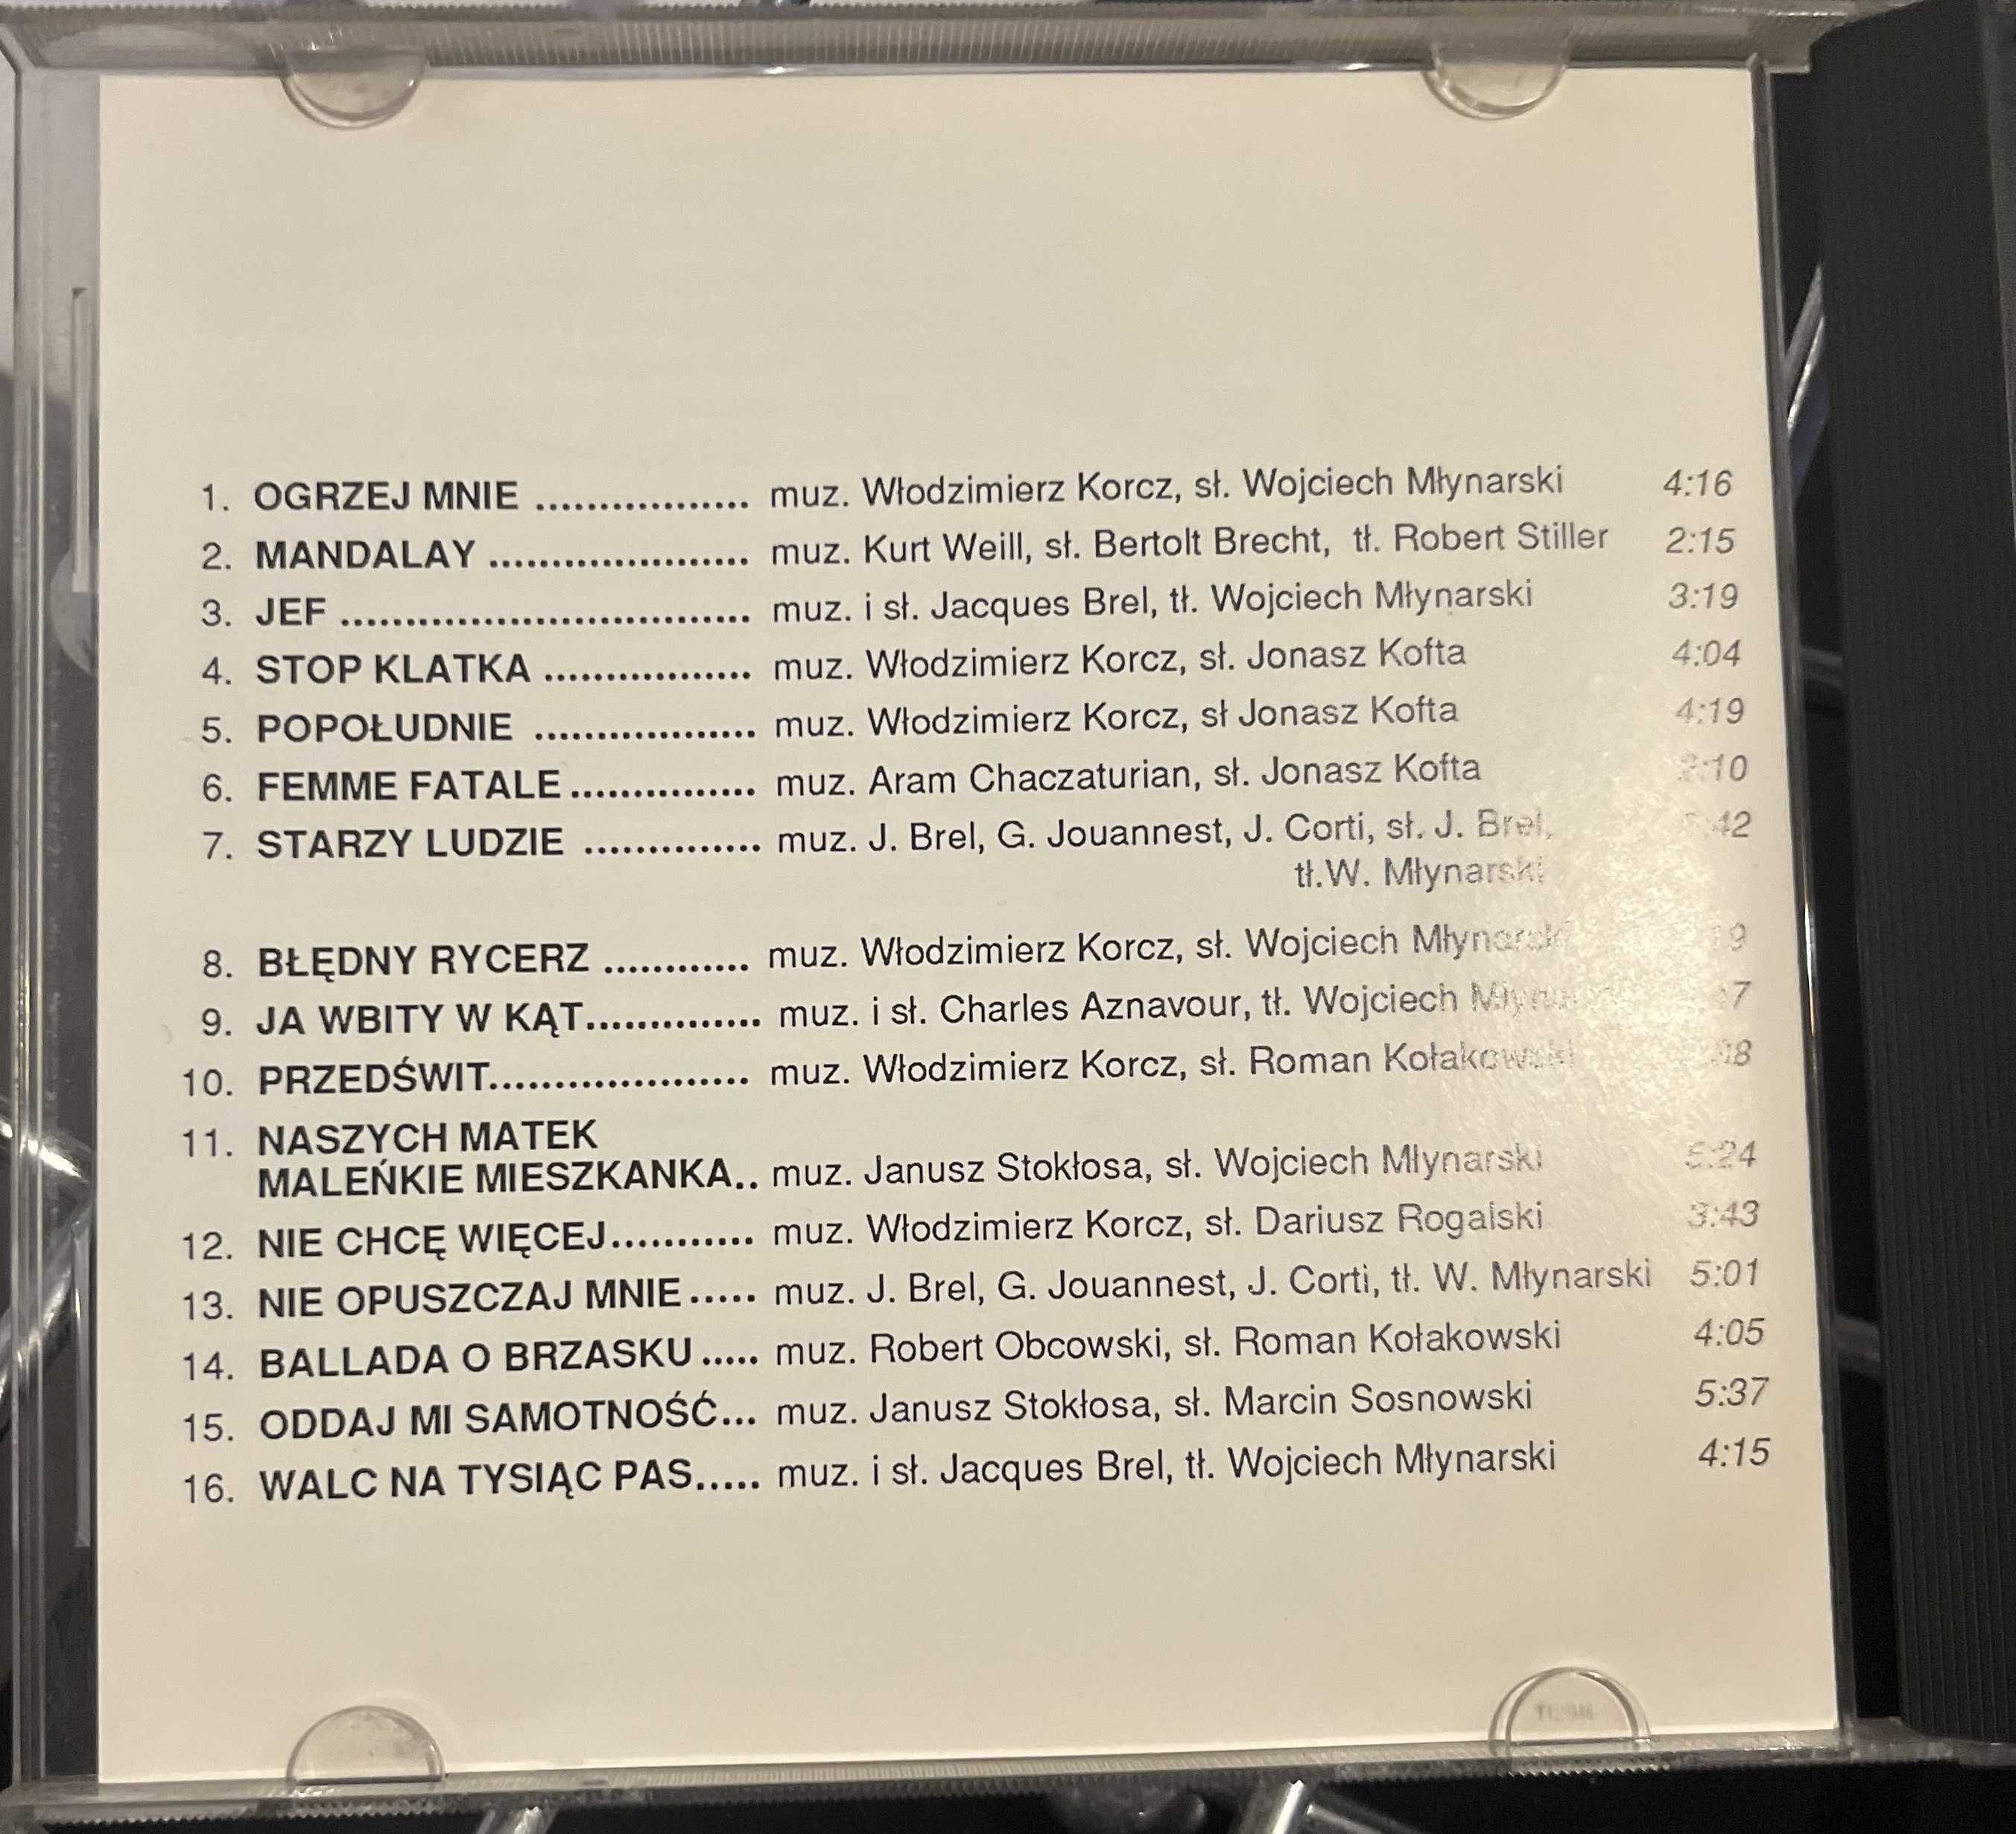 1. OGRZEJ MNIE ................. muz. Włodzimierz Korcz, sł. Wojciech Młynarski 4:16
2. MANDALAY ..................... muz. Kurt Weill, sł. Bertolt Brecht, tł. Robert Stiller 2:15
3. JEF ................................ muz. i sł. Jacques Brel, tł. Wojciech Młynarski 3:19
4. STOP KLATKA ................. muz. Włodzimierz Korcz, sł. Jonasz Kofta 4:04
5. POPOŁUDNIE .................. muz. Włodzimierz Korcz, sł Jonasz Kofta 4:19
6. FEMME FATALE ............... muz. Aram Chaczaturian, sł. Jonasz Kofta
7. STARZY LUDZIE .............. muz. J. Brel, G. Jouannest, J. Corti, sł. J. Brel,
tł.W. Młynarski
8. BŁĘDNY RYCERZ ............ muz. Włodzimierz Korcz, sł. Wojciech Młynarski
9. JA WBITY W KĄT.............. muz. i sł. Charles Aznavour, tł. Wojciech Młynarski
10. PRZEDŚWIT..................... muz. Włodzimierz Korcz, sł. Roman Kołakowski
11. NASZYCH MATEK
MALEŃKIE MIESZKANKA.. muz. Janusz Stokłosa, sł. Wojciech Młynarski 5:24
12. NIE CHCĘ WIĘCEJ........... muz. Włodzimierz Korcz, sł. Dariusz Rogalski 3:43
13. NIE OPUSZCZAJ MNIE ..... muz. J. Brel, G. Jouannest, J. Corti, tł. W. Młynarski 5:01
14. BALLADA O BRZASKU ..... muz. Robert Obcowski, sł. Roman Kołakowski 4:05
15. ODDAJ MI SAMOTNOŚĆ... muz. Janusz Stokłosa, sł. Marcin Sosnowski 5:37
16. WALC NA TYSIĄC PAS..... muz. i sł. Jacques Brel, tł. Wojciech Młynarski 4:15